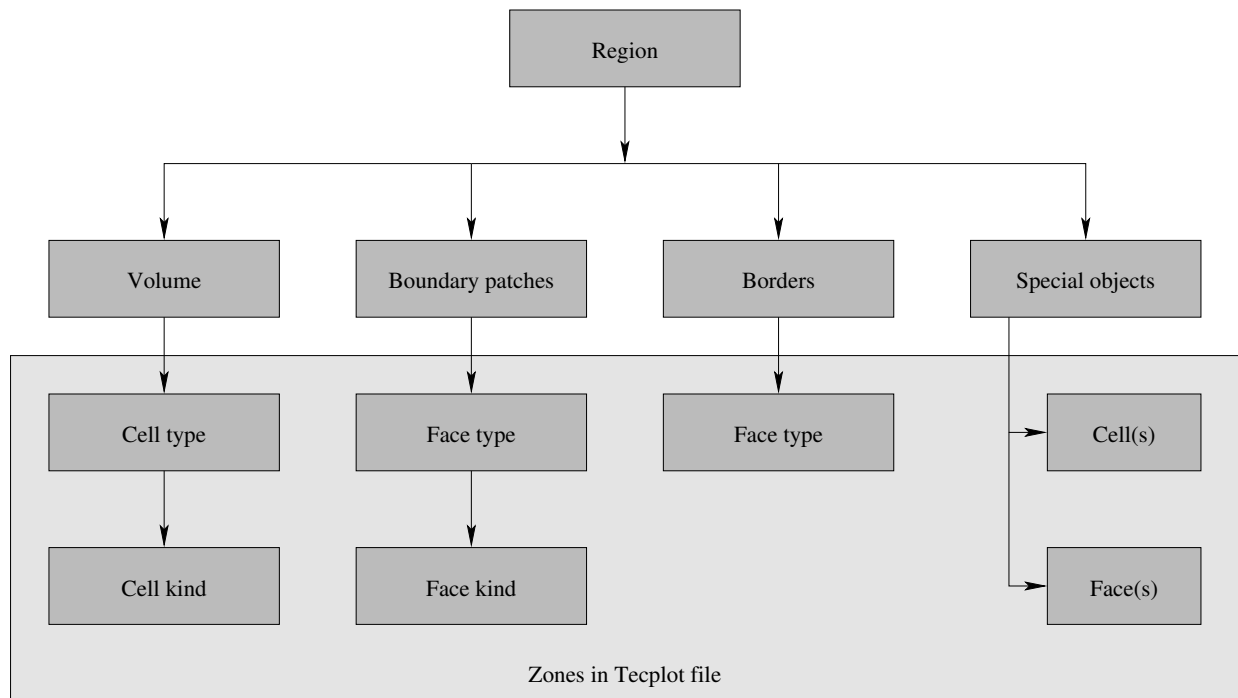 Region
Volume
Boundary patches
Borders
Special objects
Cell type
Face type
Face type
Cell(s)
Cell kind
Face kind
Face(s)
Zones in Tecplot file